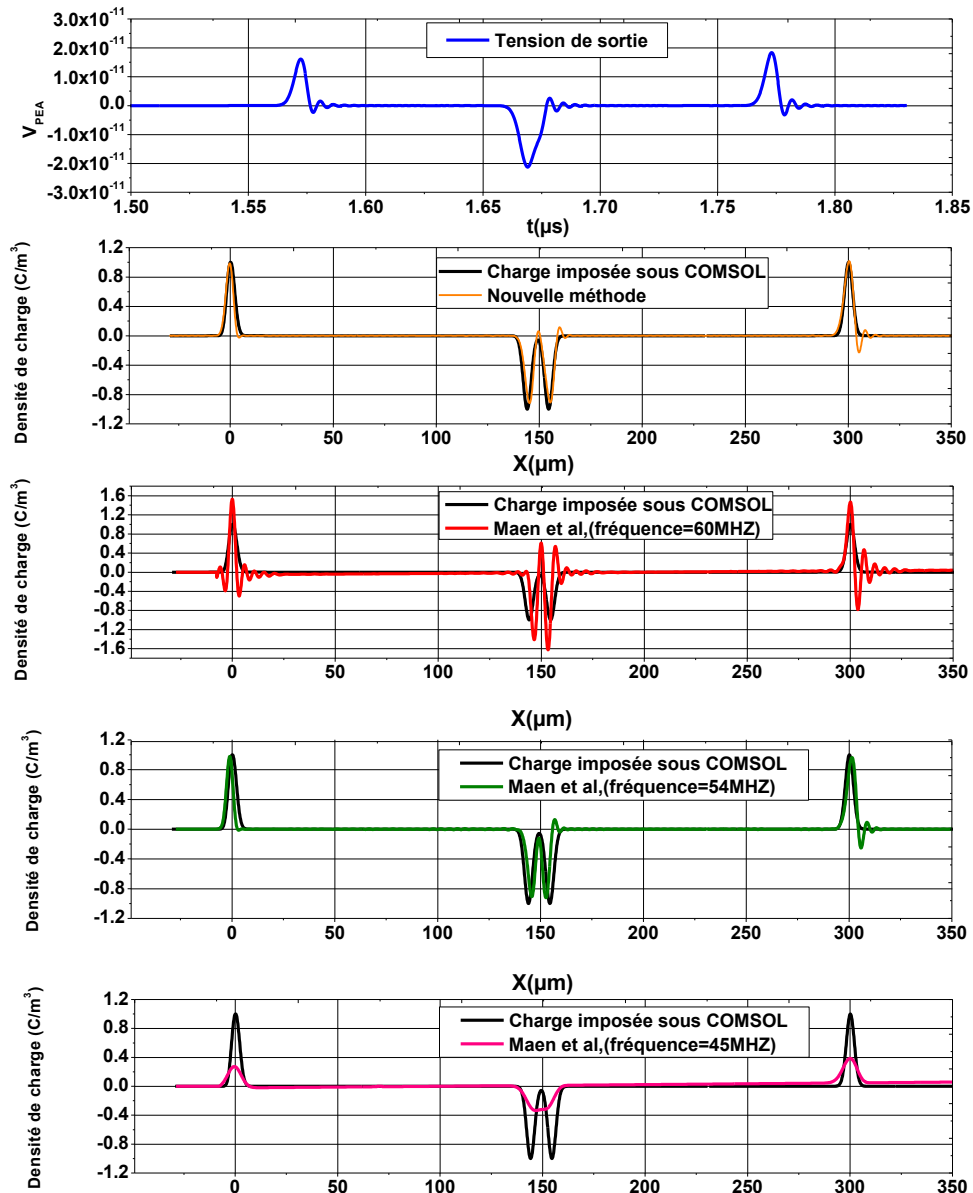 3.0x10⁻¹¹
2.0x10⁻¹¹
1.0x10⁻¹¹
0.0
-1.0x10⁻¹¹
-2.0x10⁻¹¹
-3.0x10⁻¹¹
V_PEA
Tension de sortie
1.50 1.55 1.60 1.65 1.70 1.75 1.80 1.85
t(µs)
Densité de charge (C/m³)
1.2
0.8
0.4
0.0
-0.4
-0.8
-1.2
Charge imposée sous COMSOL
Nouvelle méthode
0 50 100 150 200 250 300 350
X(µm)
Densité de charge (C/m³)
1.6
1.2
0.8
0.4
0.0
-0.4
-0.8
-1.2
-1.6
Charge imposée sous COMSOL
Maen et al,(fréquence=60MHZ)
0 50 100 150 200 250 300 350
X(µm)
Densité de charge (C/m³)
1.2
0.8
0.4
0.0
-0.4
-0.8
-1.2
Charge imposée sous COMSOL
Maen et al,(fréquence=54MHZ)
0 50 100 150 200 250 300 350
X(µm)
Densité de charge (C/m³)
1.2
0.8
0.4
0.0
-0.4
-0.8
-1.2
Charge imposée sous COMSOL
Maen et al,(fréquence=45MHZ)
0 50 100 150 200 250 300 350